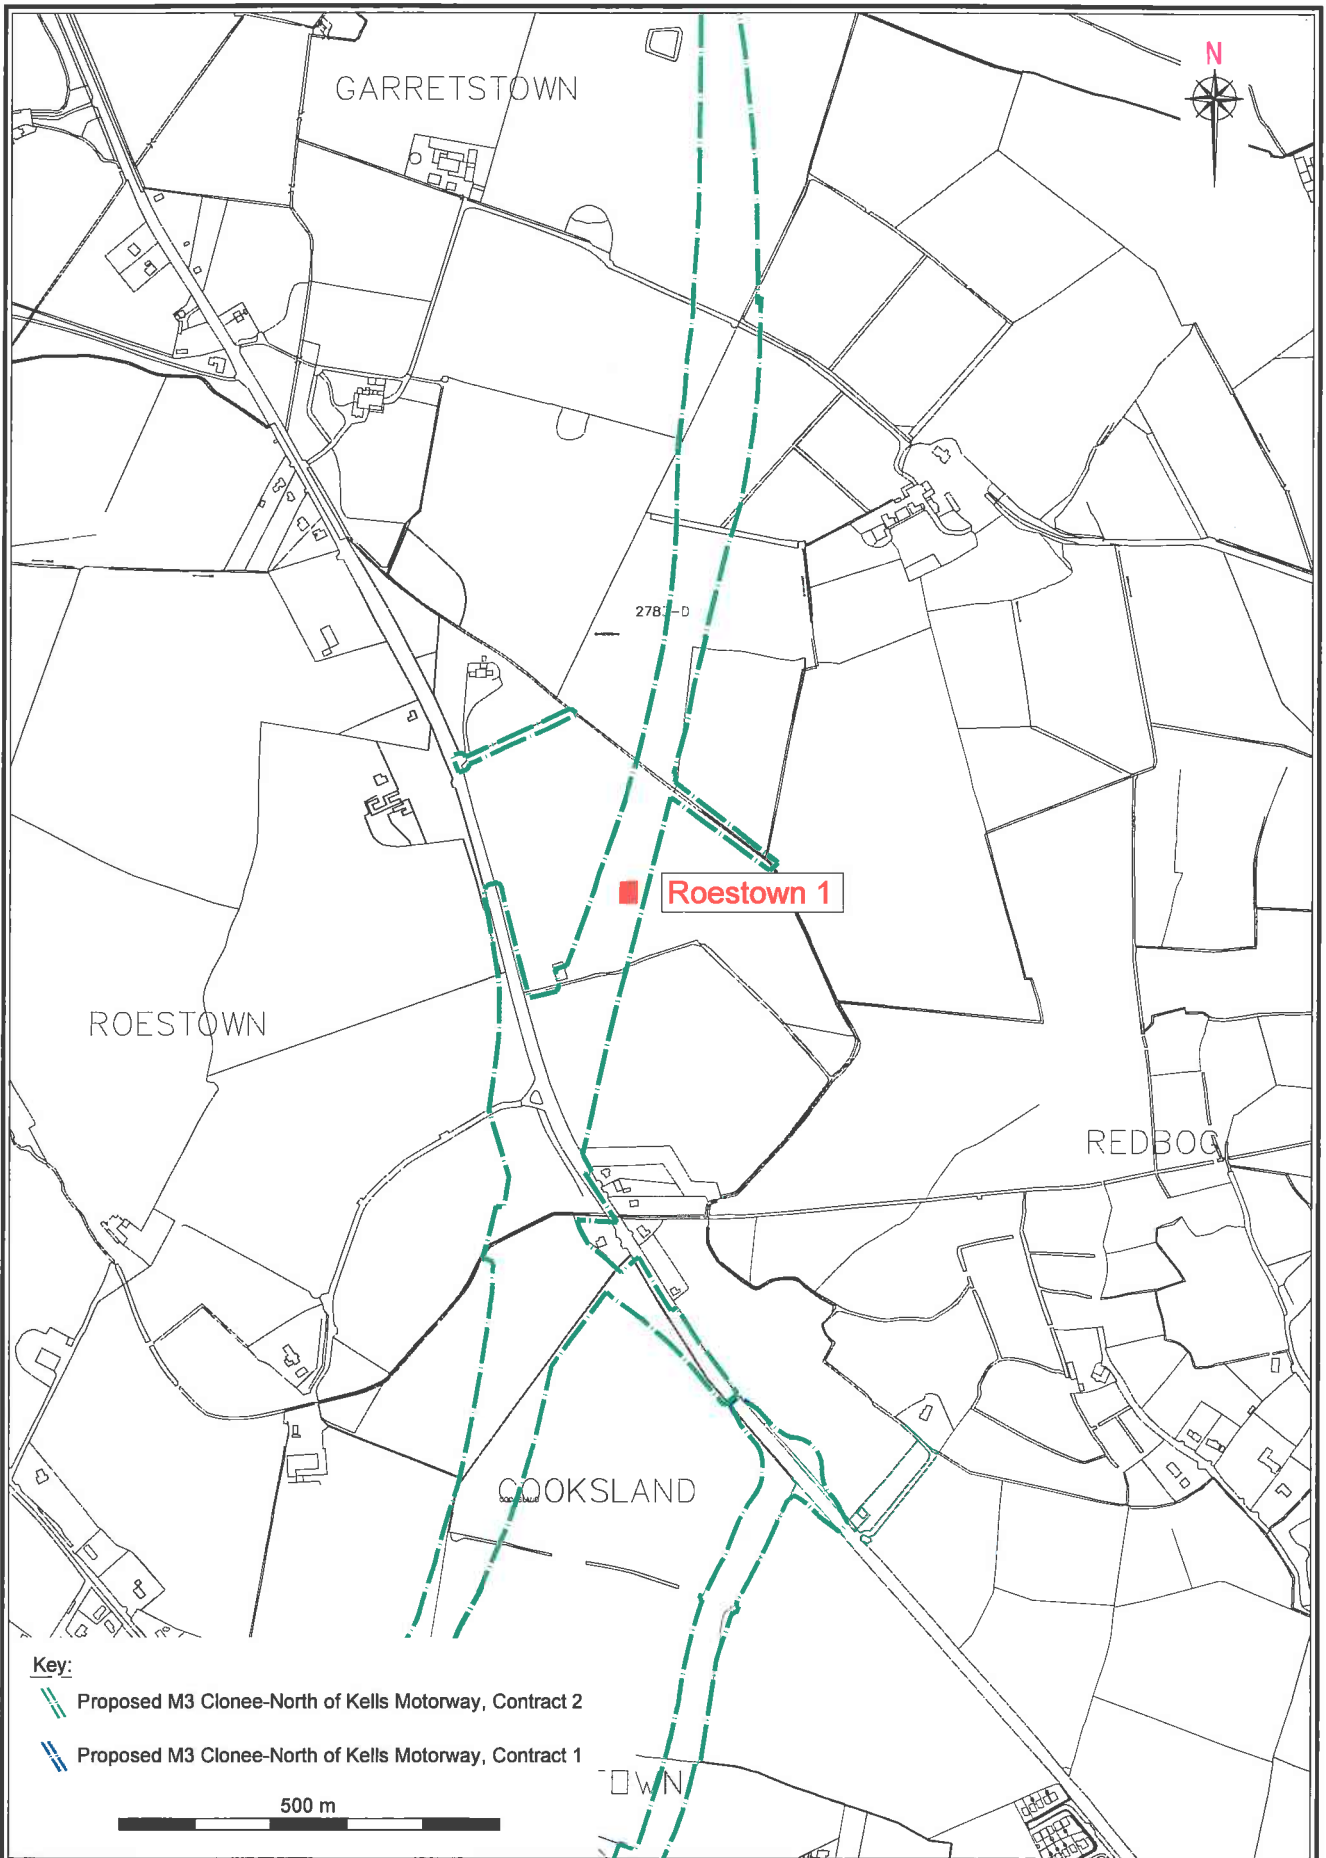 N
GARRETSTOWN
Roestown 1
ROESTOWN
REDBOG
COOKSLAND
Key:
Proposed M3 Clonee-North of Kells Motorway, Contract 2
Proposed M3 Clonee-North of Kells Motorway, Contract 1
TOWN
500 m